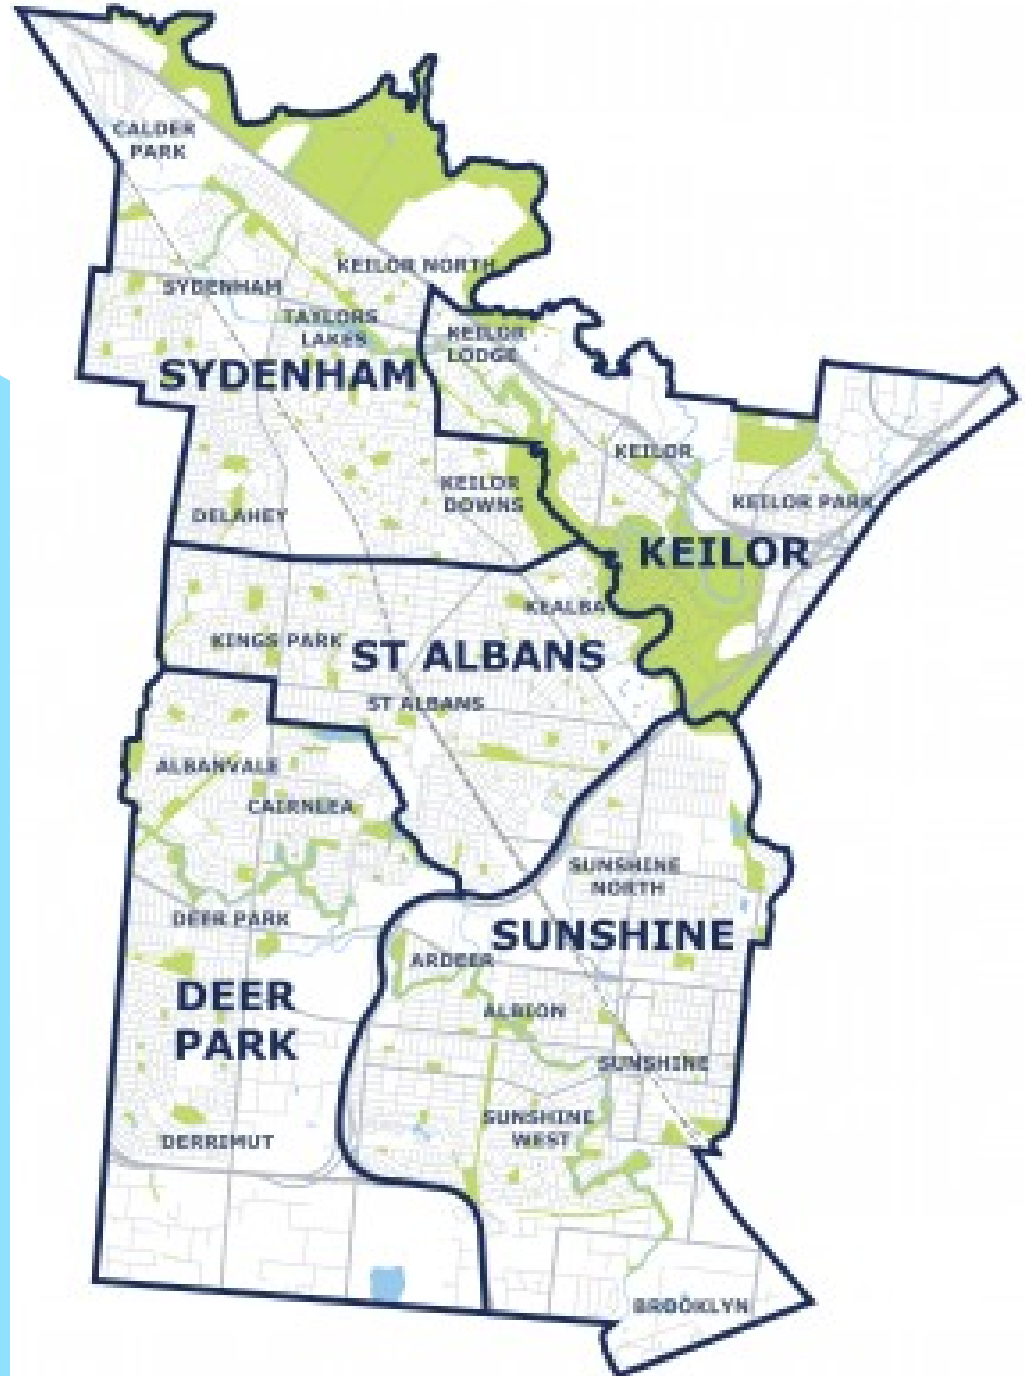 CALDER
PARK
KEILOR NORTH
SYDENHAM
TAYLORS
LAKES
KEILOR
LODGE
SYDENHAM
KEILOR
KEILOR
DOWNS
KEILOR PARK
DELAHEY
KEILOR
KEALBA
KINGS PARK
ST ALBANS
ST ALBANS
ALBANVALE
CAIRNLEA
SUNSHINE
NORTH
DEER PARK
SUNSHINE
ARDEER
DEER
PARK
ALBION
SUNSHINE
SUNSHINE
WEST
DERRIMUT
BROOKLYN